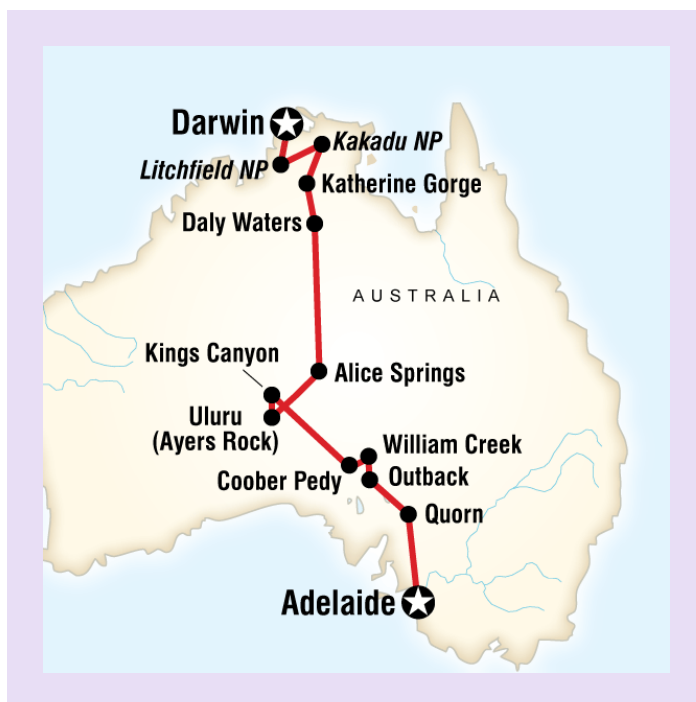 Darwin
Kakadu NP
Litchfield NP
Katherine Gorge
Daly Waters
AUSTRALIA
Kings Canyon
Alice Springs
Uluru
(Ayers Rock)
William Creek
Coober Pedy
Outback
Quorn
Adelaide